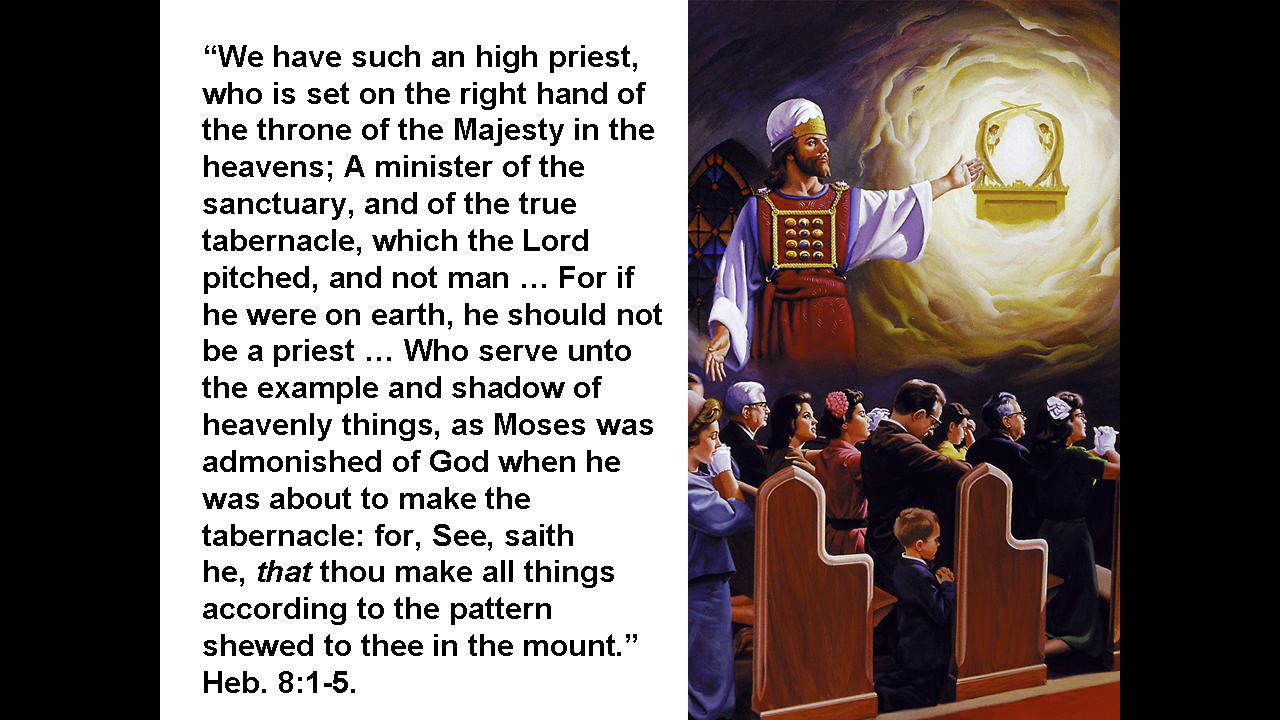 “We have such an high priest,
who is set on the right hand of
the throne of the Majesty in the
heavens; A minister of the
sanctuary, and of the true
tabernacle, which the Lord
pitched, and not man … For if
he were on earth, he should not
be a priest … Who serve unto
the example and shadow of
heavenly things, as Moses was
admonished of God when he
was about to make the
tabernacle: for, See, saith
he, that thou make all things
according to the pattern
shewed to thee in the mount.”
Heb. 8:1-5.